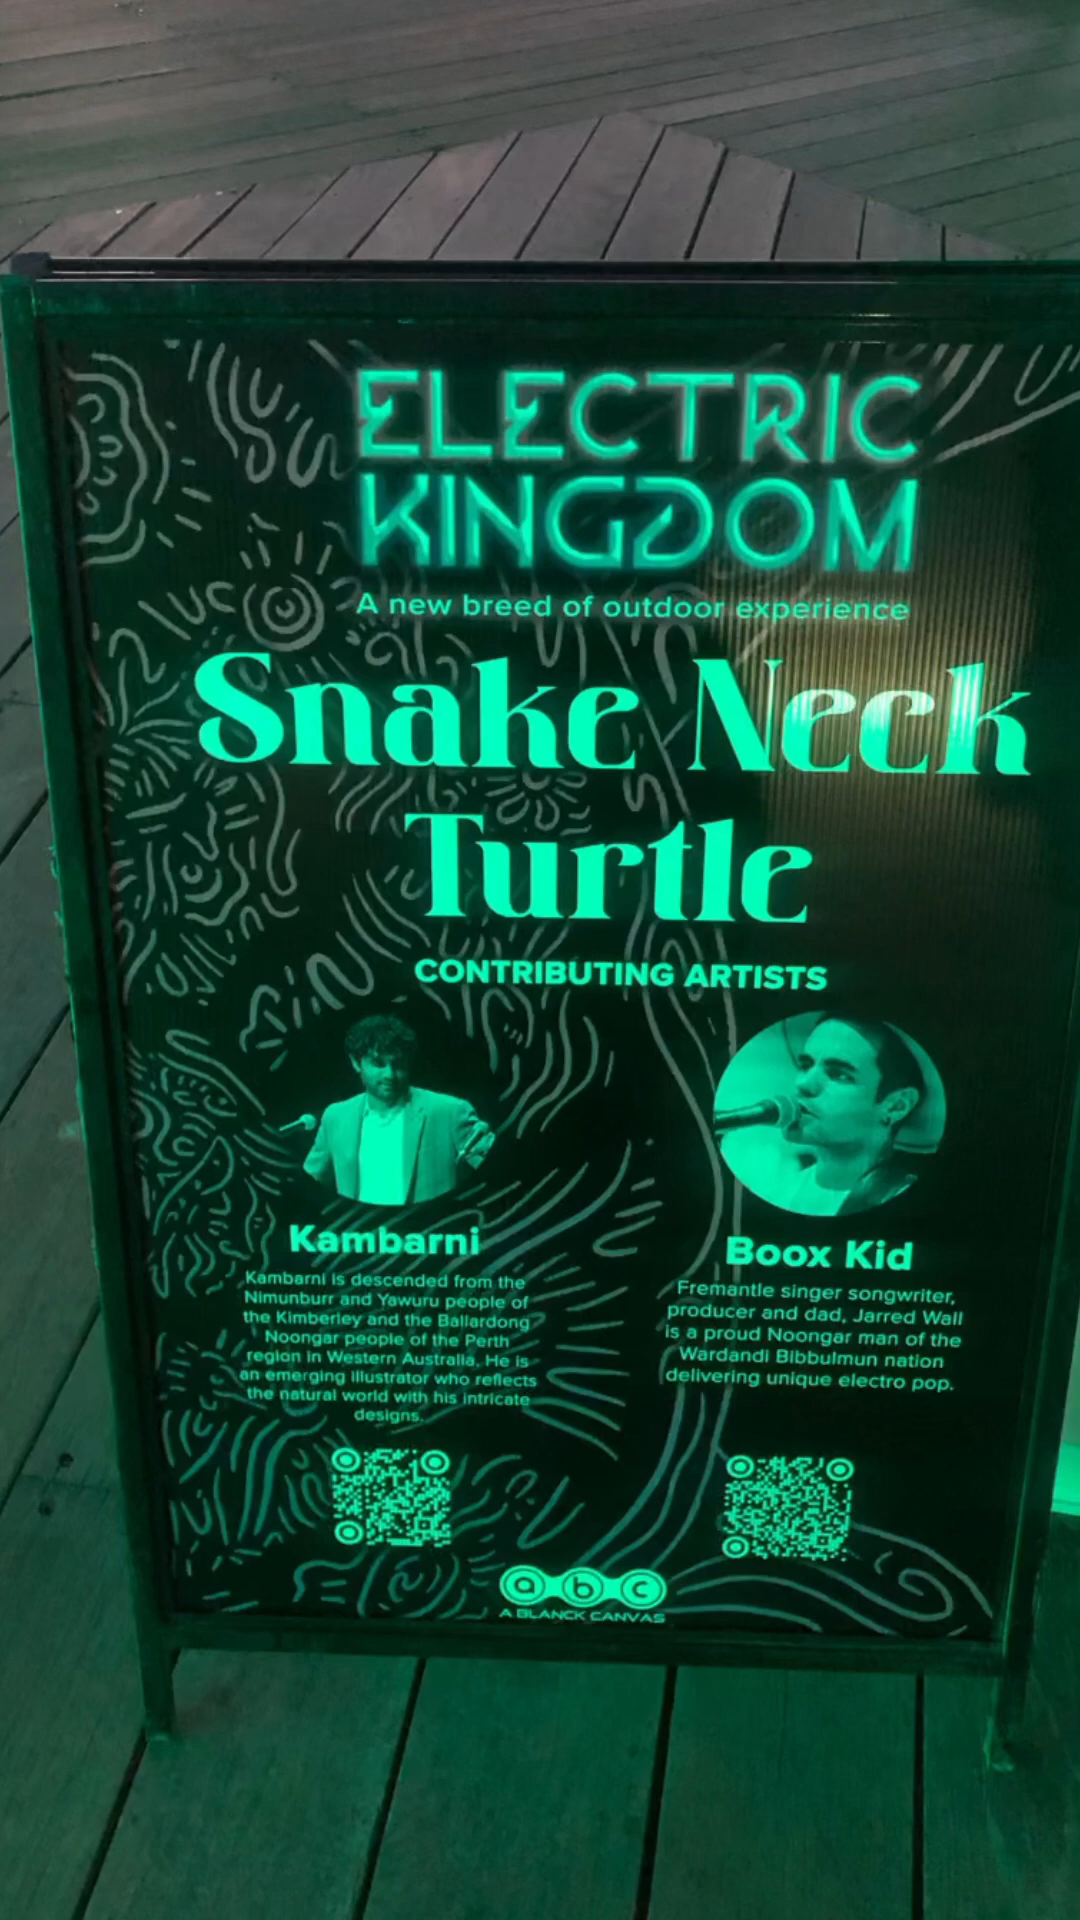 ELECTRIC
KINGDOM
A new breed of outdoor experience
Snake Neck
Turtle
CONTRIBUTING ARTISTS
Kambarni
Kambarni is descended from the
Nimunburr and Yawuru people of
the Kimberley and the Ballardong
Noongar people of the Perth
region in Western Australia. He is
an emerging illustrator who reflects
the natural world with his intricate
designs.
Boox Kid
Fremantle singer songwriter,
producer and dad, Jarred Wall
is a proud Noongar man of the
Wardandi Bibbulmun nation
delivering unique electro pop.
a b c
A BLANCK CANVAS